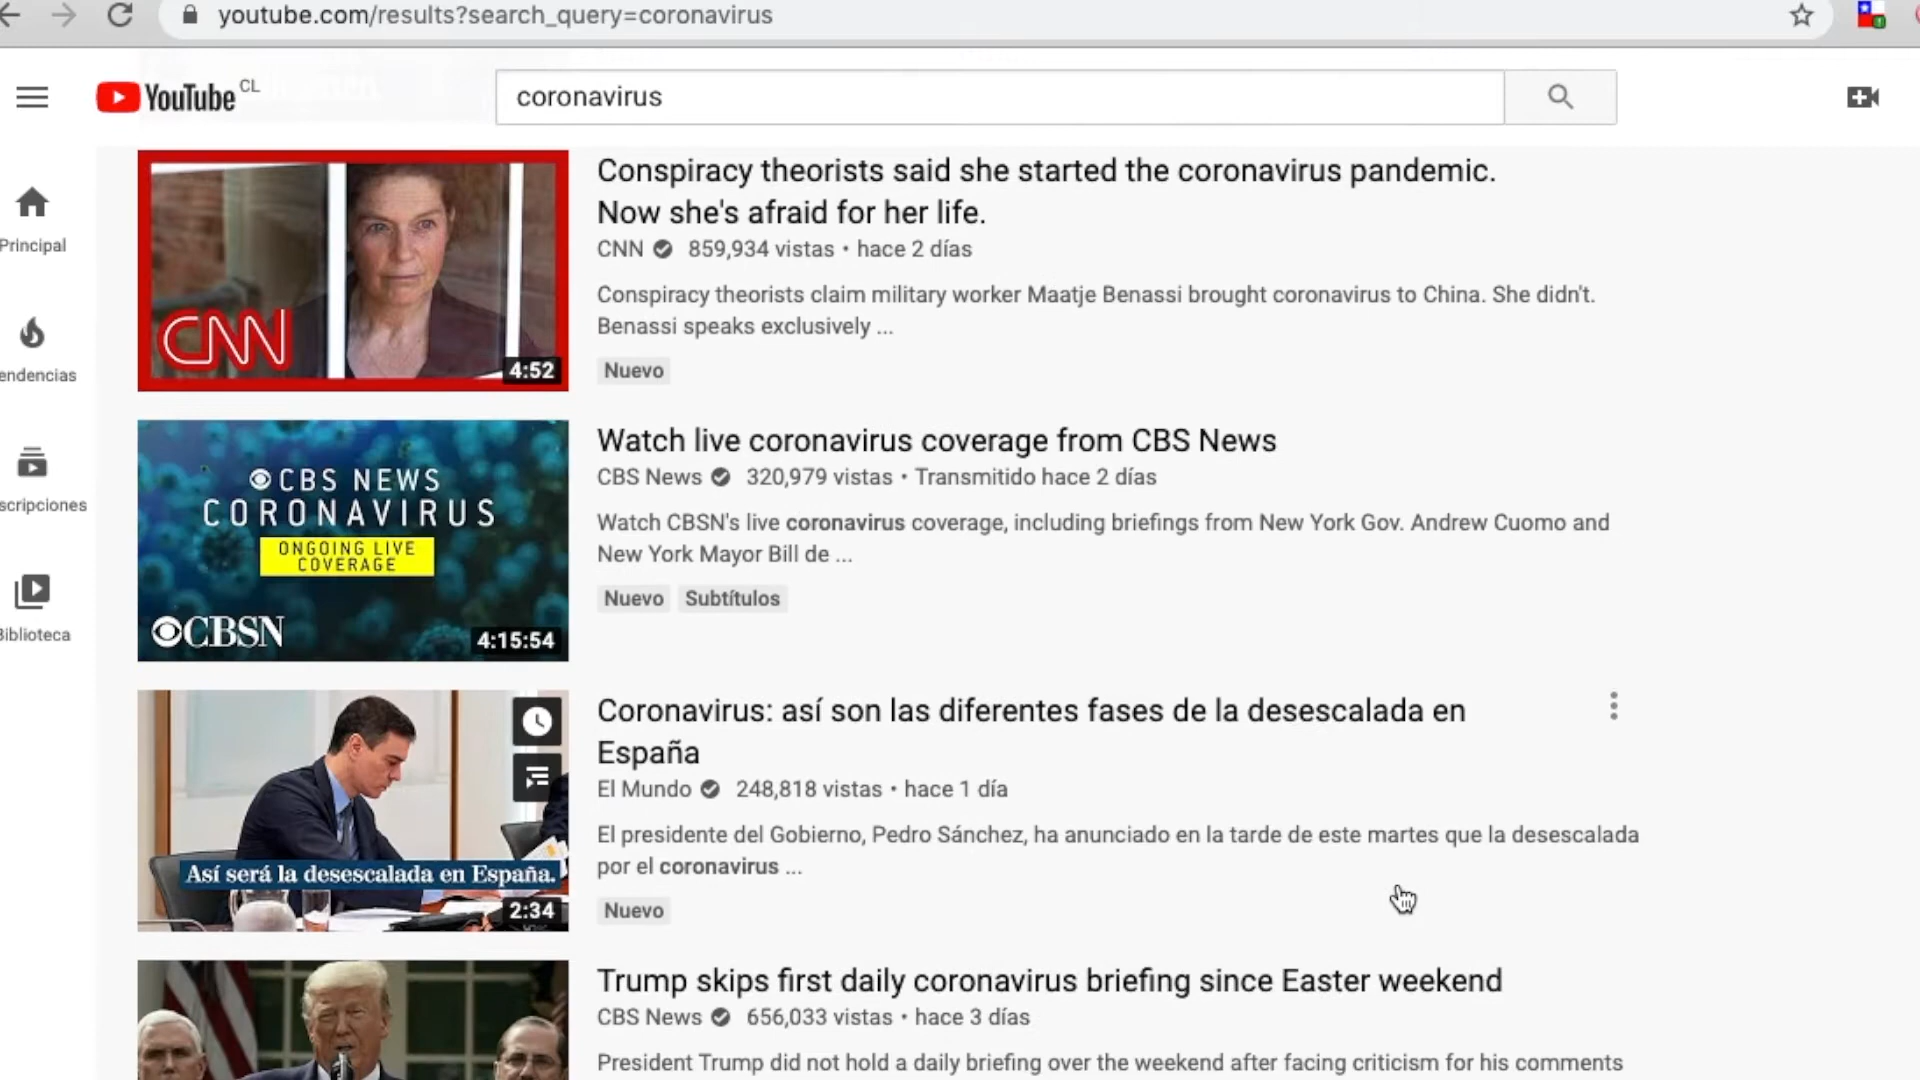 youtube.com/results?search_query=coronavirus
YouTube CL
coronavirus
Principal
endencias
scripciones
Biblioteca
CNN
4:52
Conspiracy theorists said she started the coronavirus pandemic.
Now she's afraid for her life.
CNN 859,934 vistas • hace 2 días
Conspiracy theorists claim military worker Maatje Benassi brought coronavirus to China. She didn't.
Benassi speaks exclusively ...
Nuevo
CBS NEWS
CORONAVIRUS
ONGOING LIVE
COVERAGE
CBSN
4:15:54
Watch live coronavirus coverage from CBS News
CBS News 320,979 vistas • Transmitido hace 2 días
Watch CBSN's live coronavirus coverage, including briefings from New York Gov. Andrew Cuomo and
New York Mayor Bill de ...
Nuevo Subtítulos
Así será la desescalada en España.
2:34
Coronavirus: así son las diferentes fases de la desescalada en
España
El Mundo 248,818 vistas • hace 1 día
El presidente del Gobierno, Pedro Sánchez, ha anunciado en la tarde de este martes que la desescalada
por el coronavirus ...
Nuevo
Trump skips first daily coronavirus briefing since Easter weekend
CBS News 656,033 vistas • hace 3 días
President Trump did not hold a daily briefing over the weekend after facing criticism for his comments